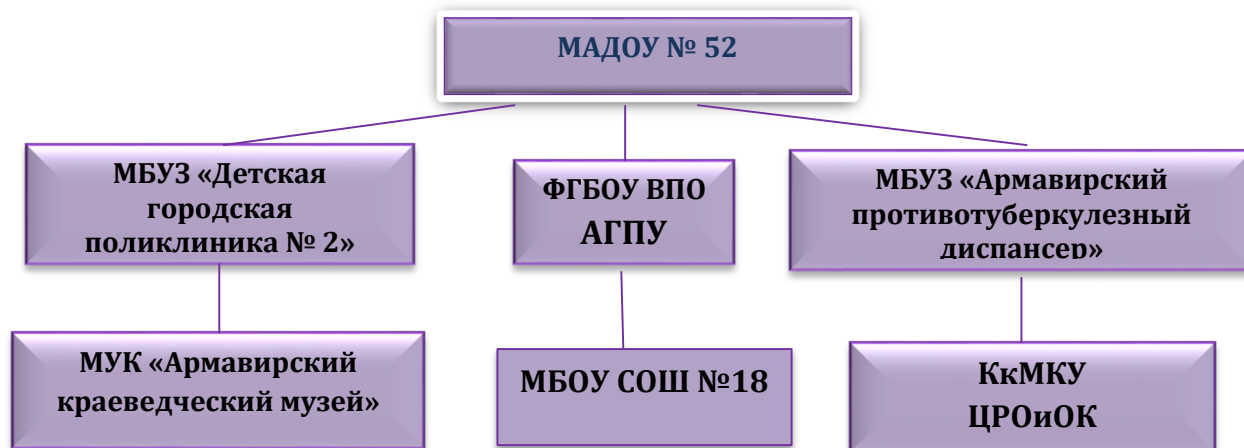 МАДОУ № 52
МБУЗ «Детская
городская
поликлиника № 2»
ФГБОУ ВПО
АГПУ
МБУЗ «Армавирский
противотуберкулезный
диспансер»
МУК «Армавирский
краеведческий музей»
МБОУ СОШ №18
КкМКУ
ЦРОиОК